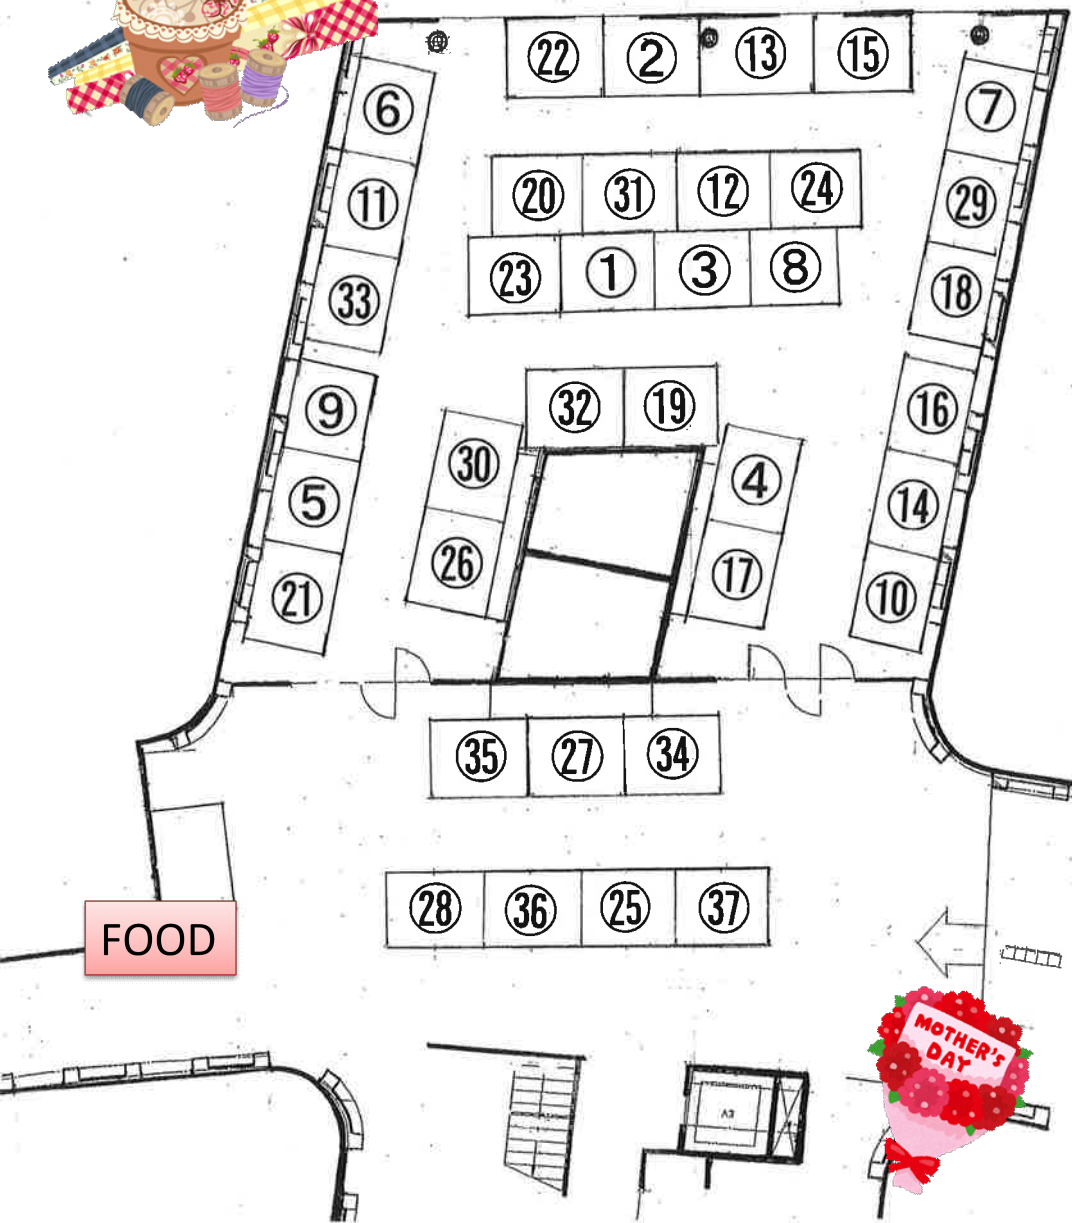 ㉒ ② ⑬ ⑮
⑥ ⑦
⑪ ⑳ ㉛ ⑫ ㉔ ㉙
㉓ ① ③ ⑧
㉝ ⑱
⑨ ㉜ ⑲ ⑯
㉚ ④
⑤ ⑭
㉖ ⑰
㉑ ⑩
㉟ ㉗ ㉞
㉘ ㊱ ㉕ ㊲
FOOD
MOTHER'S
DAY